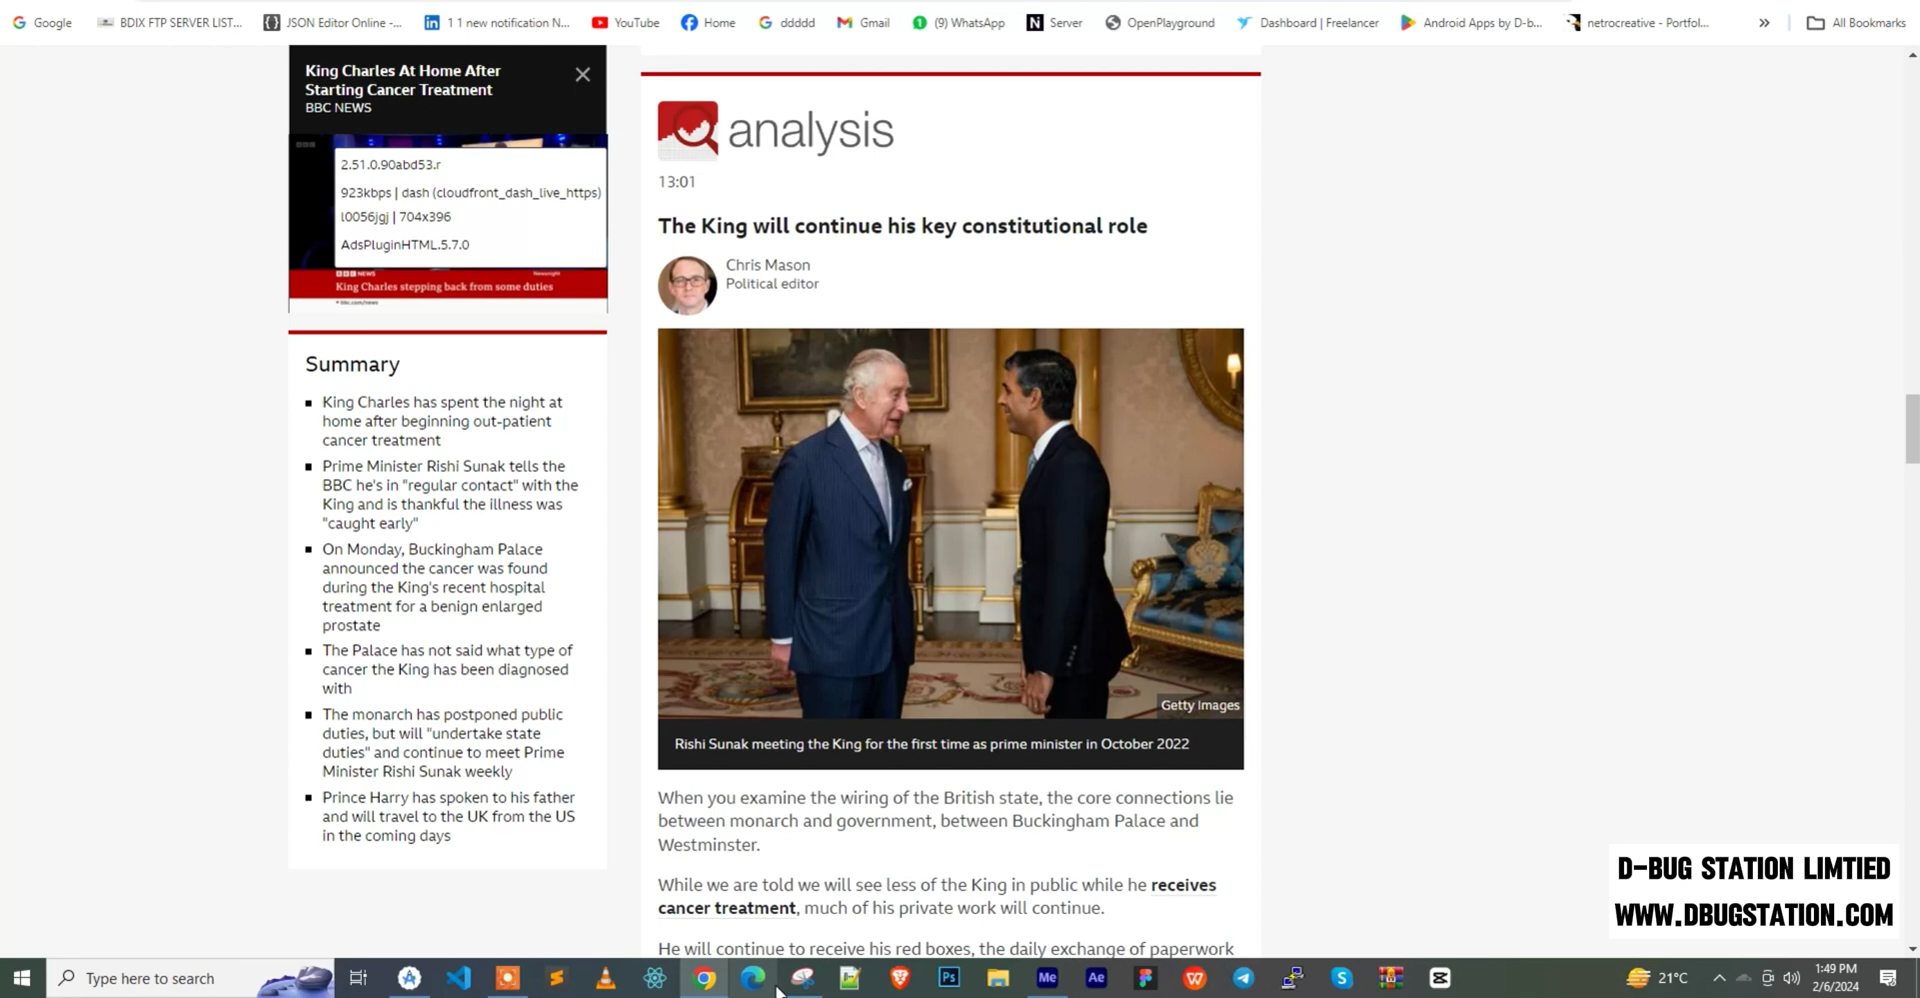 Google
BDIX FTP SERVER LIST...
JSON Editor Online -...
1 1 new notification N...
YouTube
Home
ddddd
Gmail
(9) WhatsApp
Server
OpenPlayground
Dashboard | Freelancer
Android Apps by D-b...
netrocreative - Portfol...
All Bookmarks
King Charles At Home After
Starting Cancer Treatment
BBC NEWS
2.51.0.90abd53.r
923kbps | dash (cloudfront_dash_live_https)
l0056jgj | 704x396
AdsPluginHTML.5.7.0
BBC NEWS
Newsnight
King Charles stepping back from some duties
bbc.com/news
Summary
King Charles has spent the night at
home after beginning out-patient
cancer treatment
Prime Minister Rishi Sunak tells the
BBC he's in "regular contact" with the
King and is thankful the illness was
"caught early"
On Monday, Buckingham Palace
announced the cancer was found
during the King's recent hospital
treatment for a benign enlarged
prostate
The Palace has not said what type of
cancer the King has been diagnosed
with
The monarch has postponed public
duties, but will "undertake state
duties" and continue to meet Prime
Minister Rishi Sunak weekly
Prince Harry has spoken to his father
and will travel to the UK from the US
in the coming days
analysis
13:01
The King will continue his key constitutional role
Chris Mason
Political editor
Getty Images
Rishi Sunak meeting the King for the first time as prime minister in October 2022
When you examine the wiring of the British state, the core connections lie
between monarch and government, between Buckingham Palace and
Westminster.
While we are told we will see less of the King in public while he receives
cancer treatment, much of his private work will continue.
He will continue to receive his red boxes, the daily exchange of paperwork
D-BUG STATION LIMTIED
WWW.DBUGSTATION.COM
Type here to search
Ps
Me
Ae
21°C
1:49 PM
2/6/2024